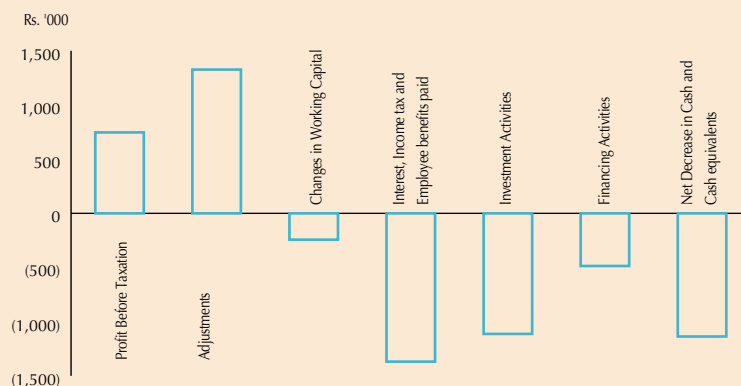 Rs. '000
1,500
1,000
500
0
(500)
(1,000)
(1,500)
Profit Before Taxation
Adjustments
Changes in Working Capital
Interest, Income tax and
Employee benefits paid
Investment Activities
Financing Activities
Net Decrease in Cash and
Cash equivalents